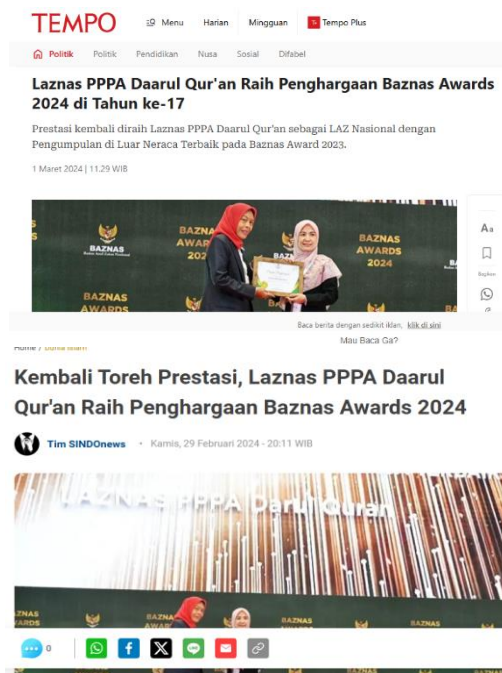 TEMPO
Menu Harian Mingguan Tempo Plus
Politik Politik Pendidikan Nusa Sosial Difabel
Laznas PPPA Daarul Qur'an Raih Penghargaan Baznas Awards
2024 di Tahun ke-17
Prestasi kembali diraih Laznas PPPA Daarul Qur'an sebagai LAZ Nasional dengan
Pengumpulan di Luar Neraca Terbaik pada Baznas Award 2023.
1 Maret 2024 | 11.29 WIB
BAZNAS
BAZNAS
BAZNAS
AWARDS
2024
BAZNAS
AWARDS
BAZNAS
Aa
Bagikan
Baca berita dengan sedikit iklan, klik di sini
Mau Baca Ga?
Home / Dunia Islam
Kembali Toreh Prestasi, Laznas PPPA Daarul
Qur'an Raih Penghargaan Baznas Awards 2024
Tim SINDOnews • Kamis, 29 Februari 2024 - 20:11 WIB
LAZNAS PPPA Darul Quran
BAZNAS
0